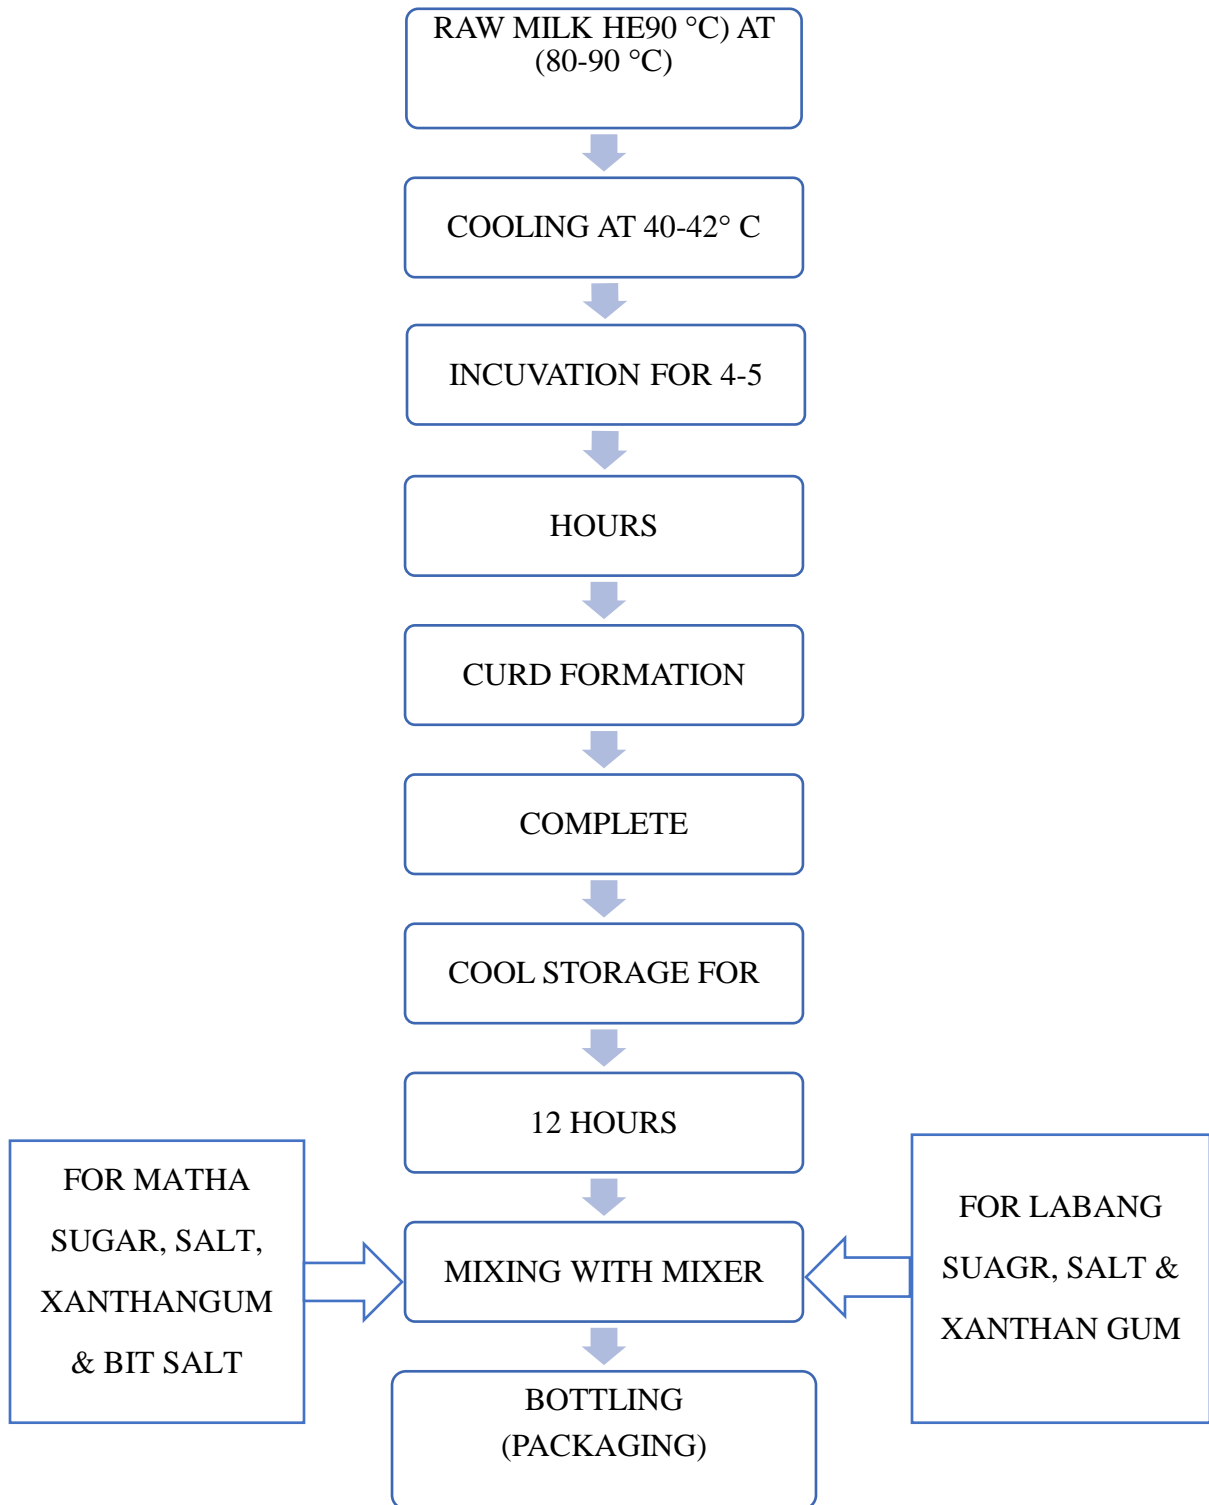 RAW MILK HE90 °C) AT
(80-90 °C)
COOLING AT 40-42° C
INCUVATION FOR 4-5
HOURS
CURD FORMATION
COMPLETE
COOL STORAGE FOR
12 HOURS
FOR MATHA
SUGAR, SALT,
XANTHANGUM
& BIT SALT
MIXING WITH MIXER
FOR LABANG
SUAGR, SALT &
XANTHAN GUM
BOTTLING
(PACKAGING)